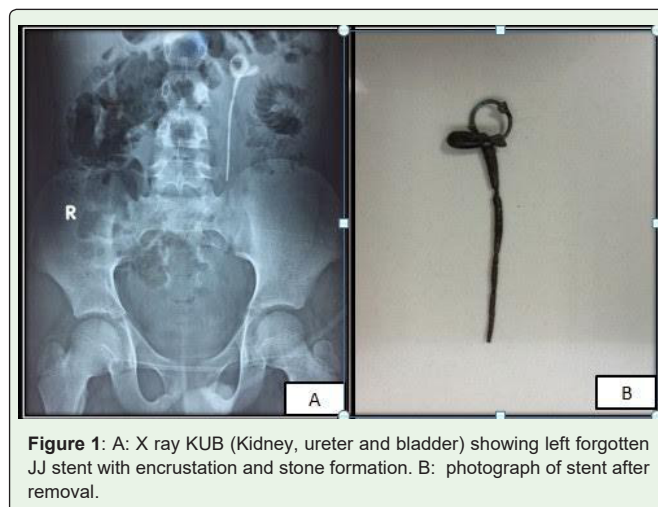 R
A
B
Figure 1: A: X ray KUB (Kidney, ureter and bladder) showing left forgotten
JJ stent with encrustation and stone formation. B: photograph of stent after
removal.